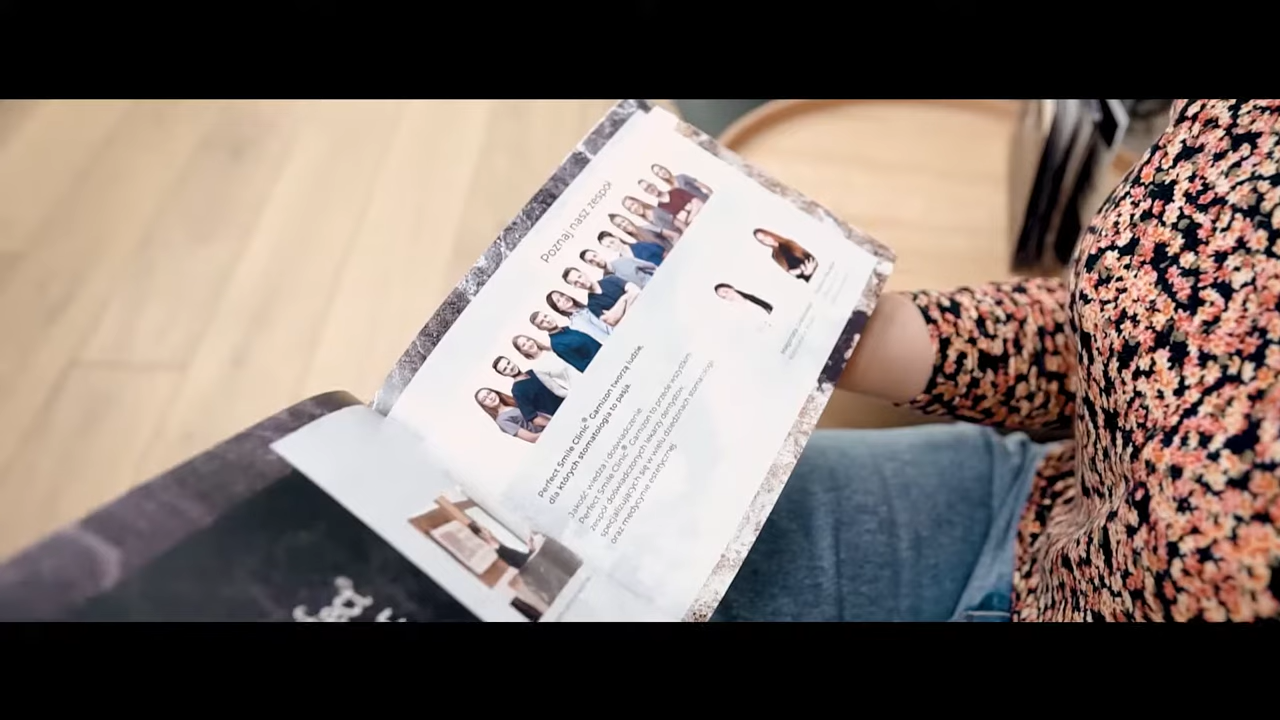 Poznaj nasz zespół
Perfect Smile Clinic® Garnizon tworzą ludzie,
dla których stomatologia to pasja.
Jakość, wiedza i doświadczenie.
Perfect Smile Clinic® Garnizon to przede wszystkim
zespół doświadczonych lekarzy dentystów,
specjalizujących się w wielu dziedzinach stomatologii
oraz medycynie estetycznej.